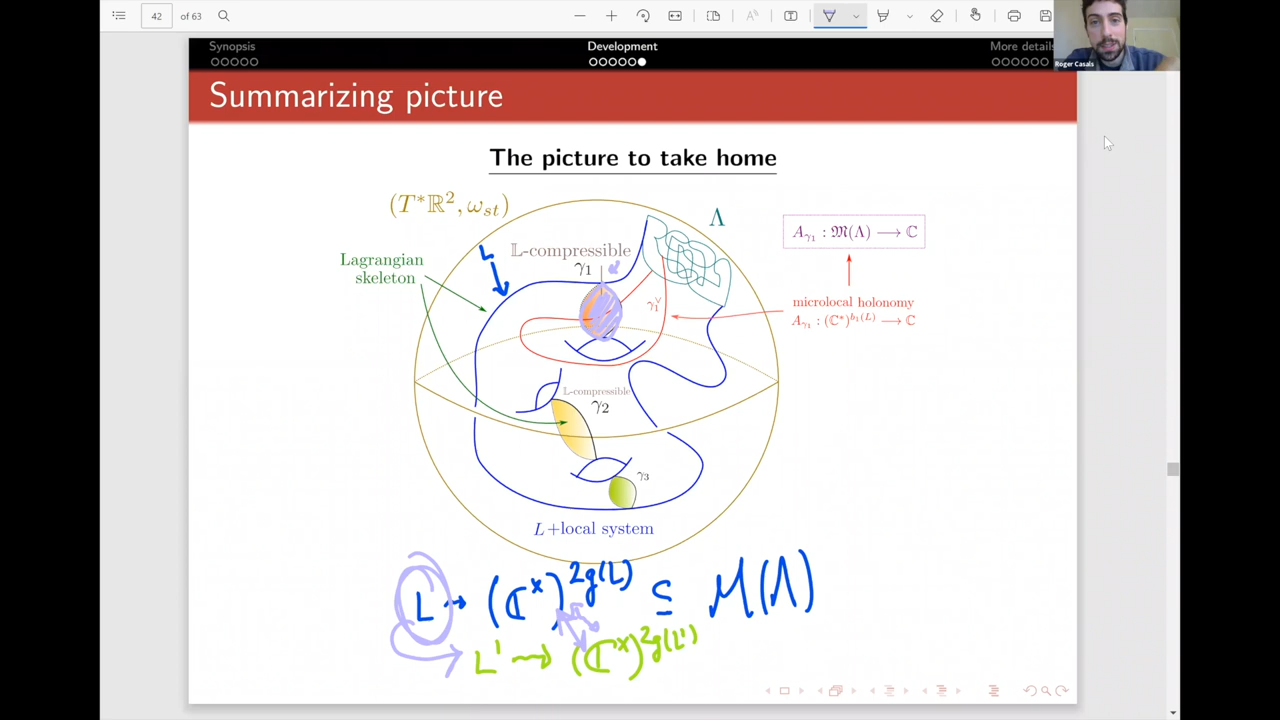 42 of 63
Roger Casals
Synopsis
Development
More details
Summarizing picture
The picture to take home
(T*ℝ², ω_st)
Λ
𝕃-compressible
γ₁
L
Lagrangian
skeleton
γ₁^∨
A_γ₁ : 𝔐(Λ) ⟶ ℂ
microlocal holonomy
A_γ₁ : (ℂ*)^{b₁(L)} ⟶ ℂ
𝕃-compressible
γ₂
γ₃
L+local system
L → (ℂ^x)^{2g(L)} ⊆ M(Λ)
L' ⇝ (ℂ^x)^{2g(L')}